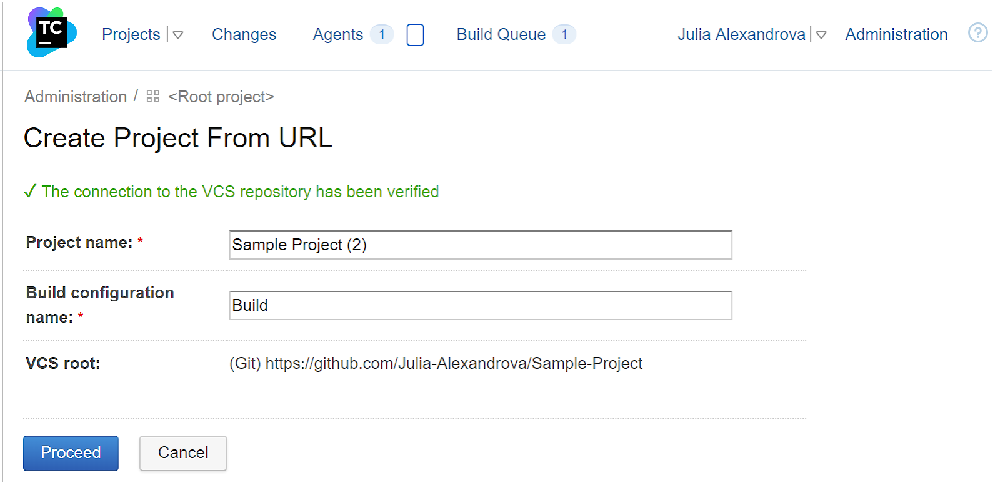 TC
Projects
Changes
Agents 1
Build Queue 1
Julia Alexandrova
Administration
?
Administration / <Root project>
Create Project From URL
✓ The connection to the VCS repository has been verified
Project name: * Sample Project (2)
Build configuration
name: *
Build
VCS root: (Git) https://github.com/Julia-Alexandrova/Sample-Project
Proceed
Cancel